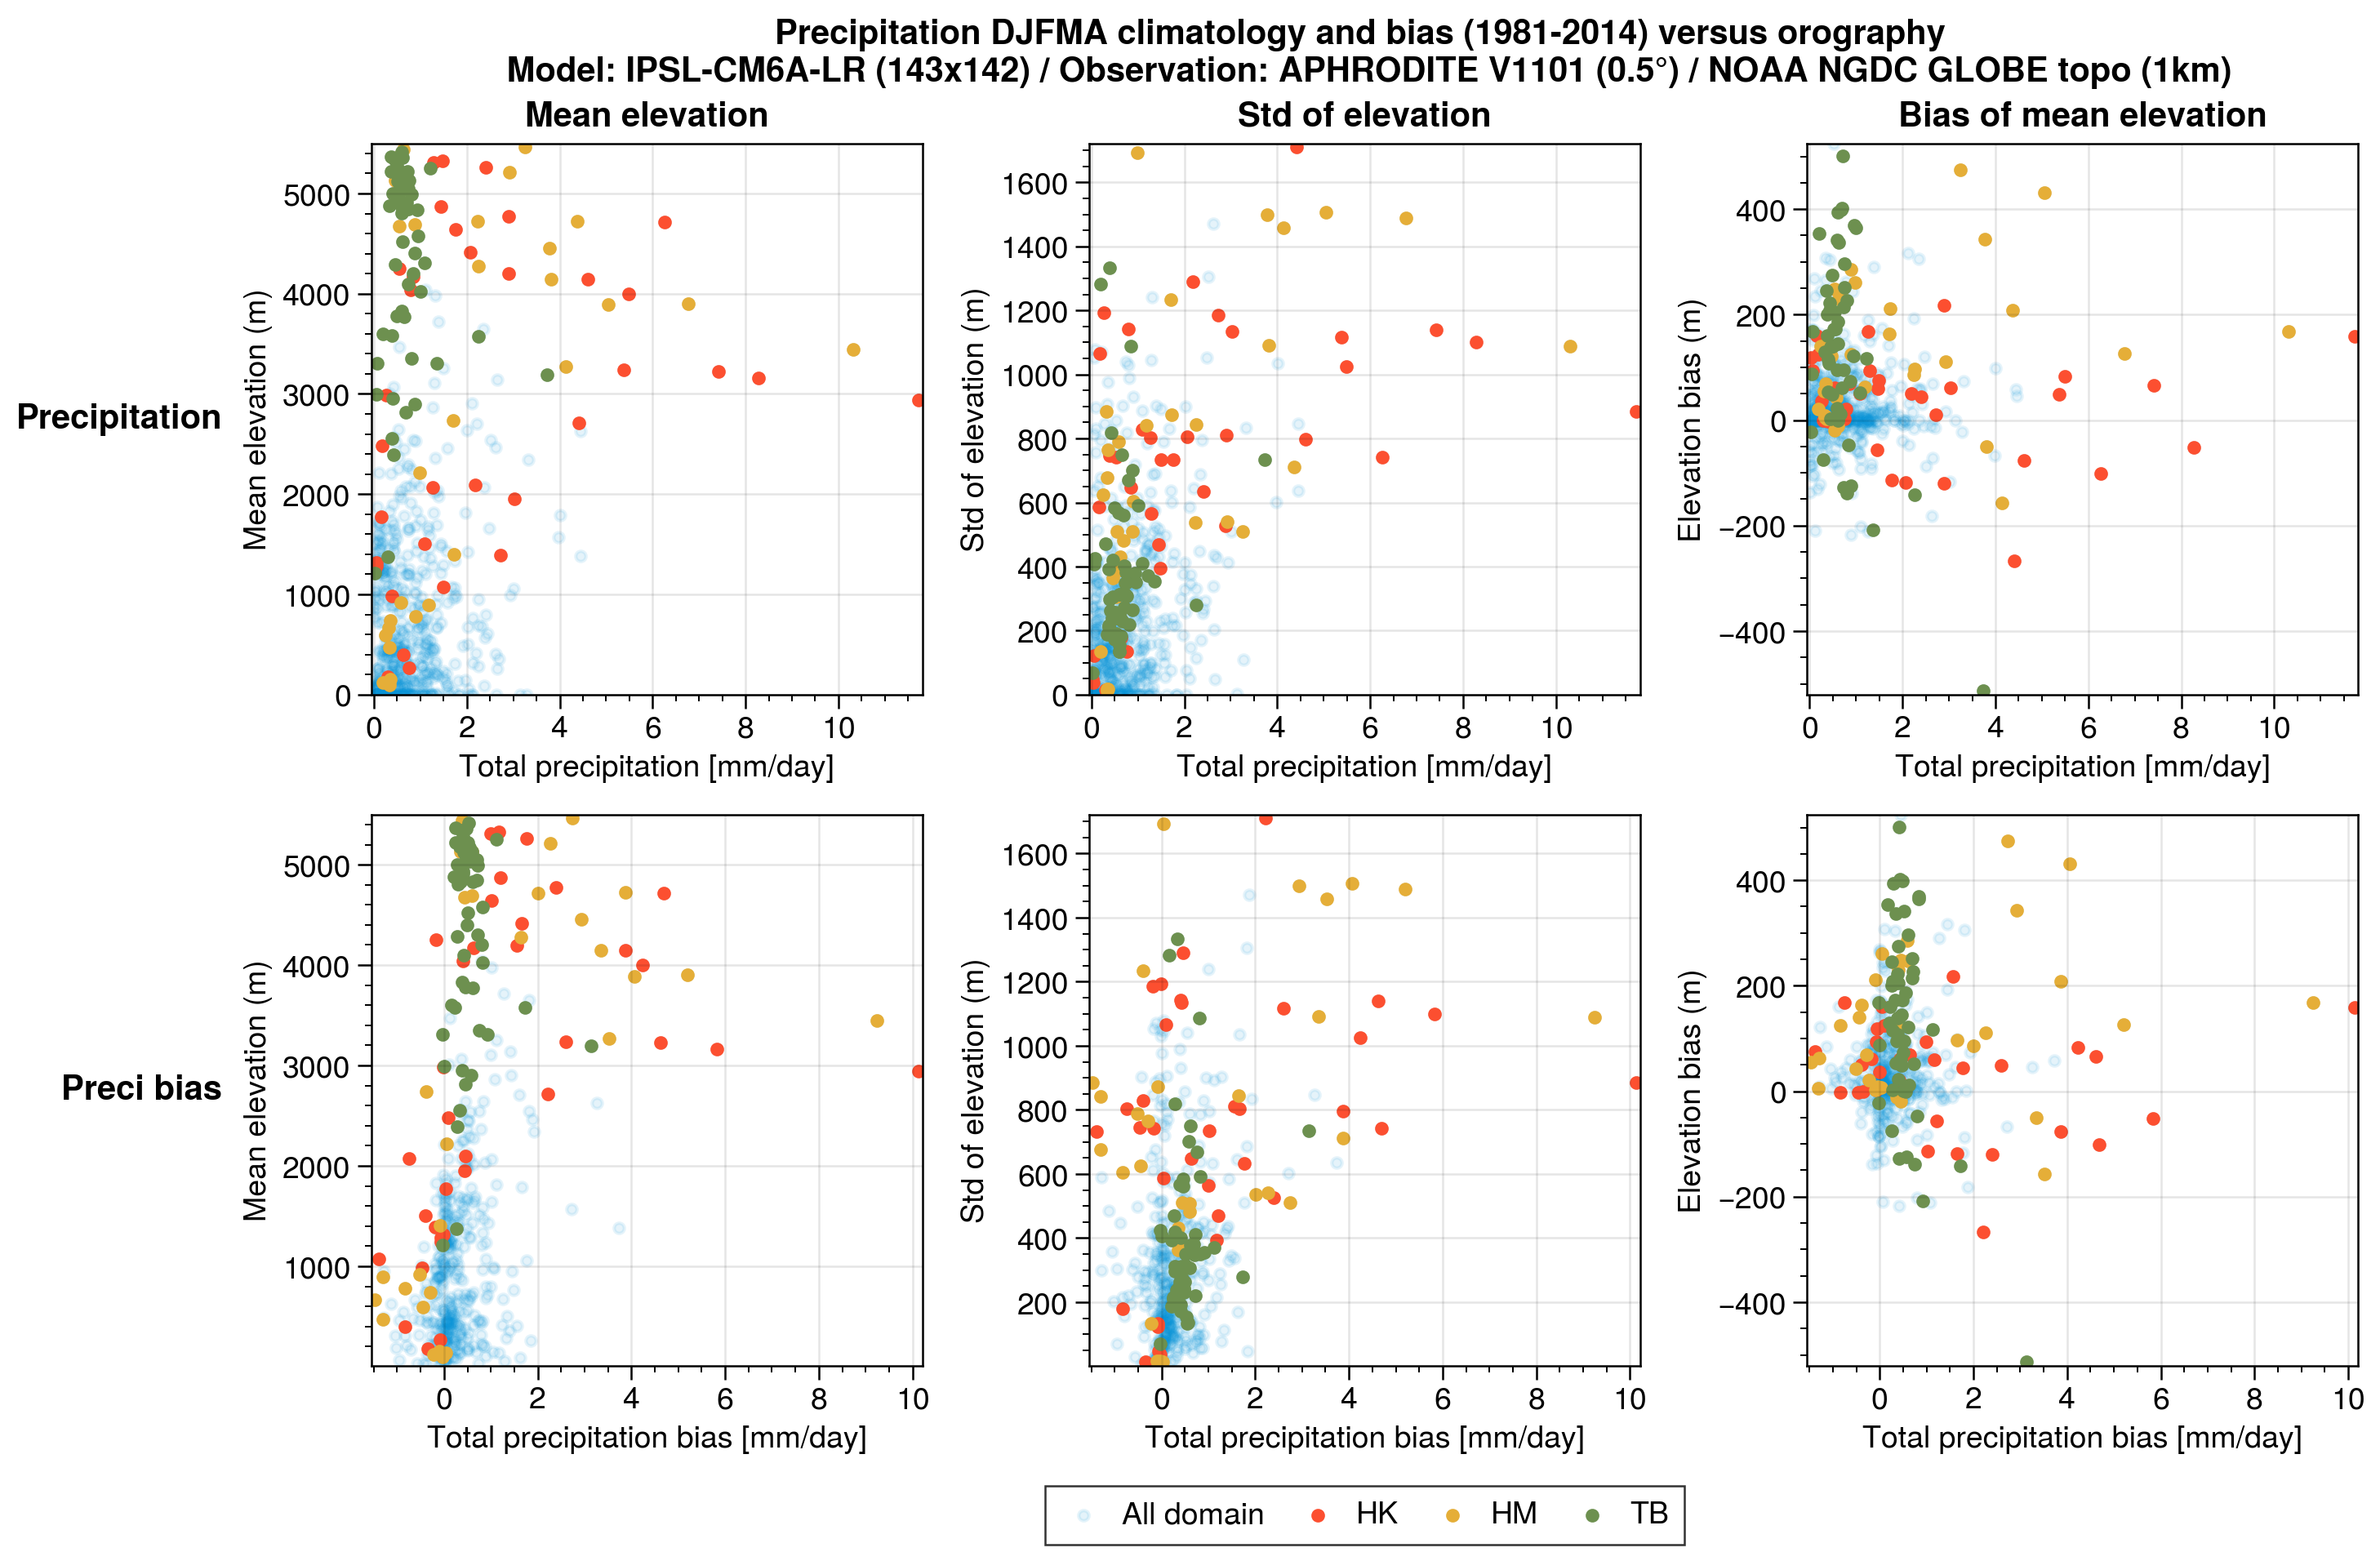 Precipitation DJFMA climatology and bias (1981-2014) versus orography
Model: IPSL-CM6A-LR (143x142) / Observation: APHRODITE V1101 (0.5°) / NOAA NGDC GLOBE topo (1km)
Mean elevation
Std of elevation
Bias of mean elevation
Precipitation
Mean elevation (m)
5000
4000
3000
2000
1000
0
0 2 4 6 8 10
Total precipitation [mm/day]
Std of elevation (m)
1600
1400
1200
1000
800
600
400
200
0
0 2 4 6 8 10
Total precipitation [mm/day]
Elevation bias (m)
400
200
0
−200
−400
0 2 4 6 8 10
Total precipitation [mm/day]
Preci bias
Mean elevation (m)
5000
4000
3000
2000
1000
0 2 4 6 8 10
Total precipitation bias [mm/day]
Std of elevation (m)
1600
1400
1200
1000
800
600
400
200
0 2 4 6 8 10
Total precipitation bias [mm/day]
Elevation bias (m)
400
200
0
−200
−400
0 2 4 6 8 10
Total precipitation bias [mm/day]
All domain HK HM TB